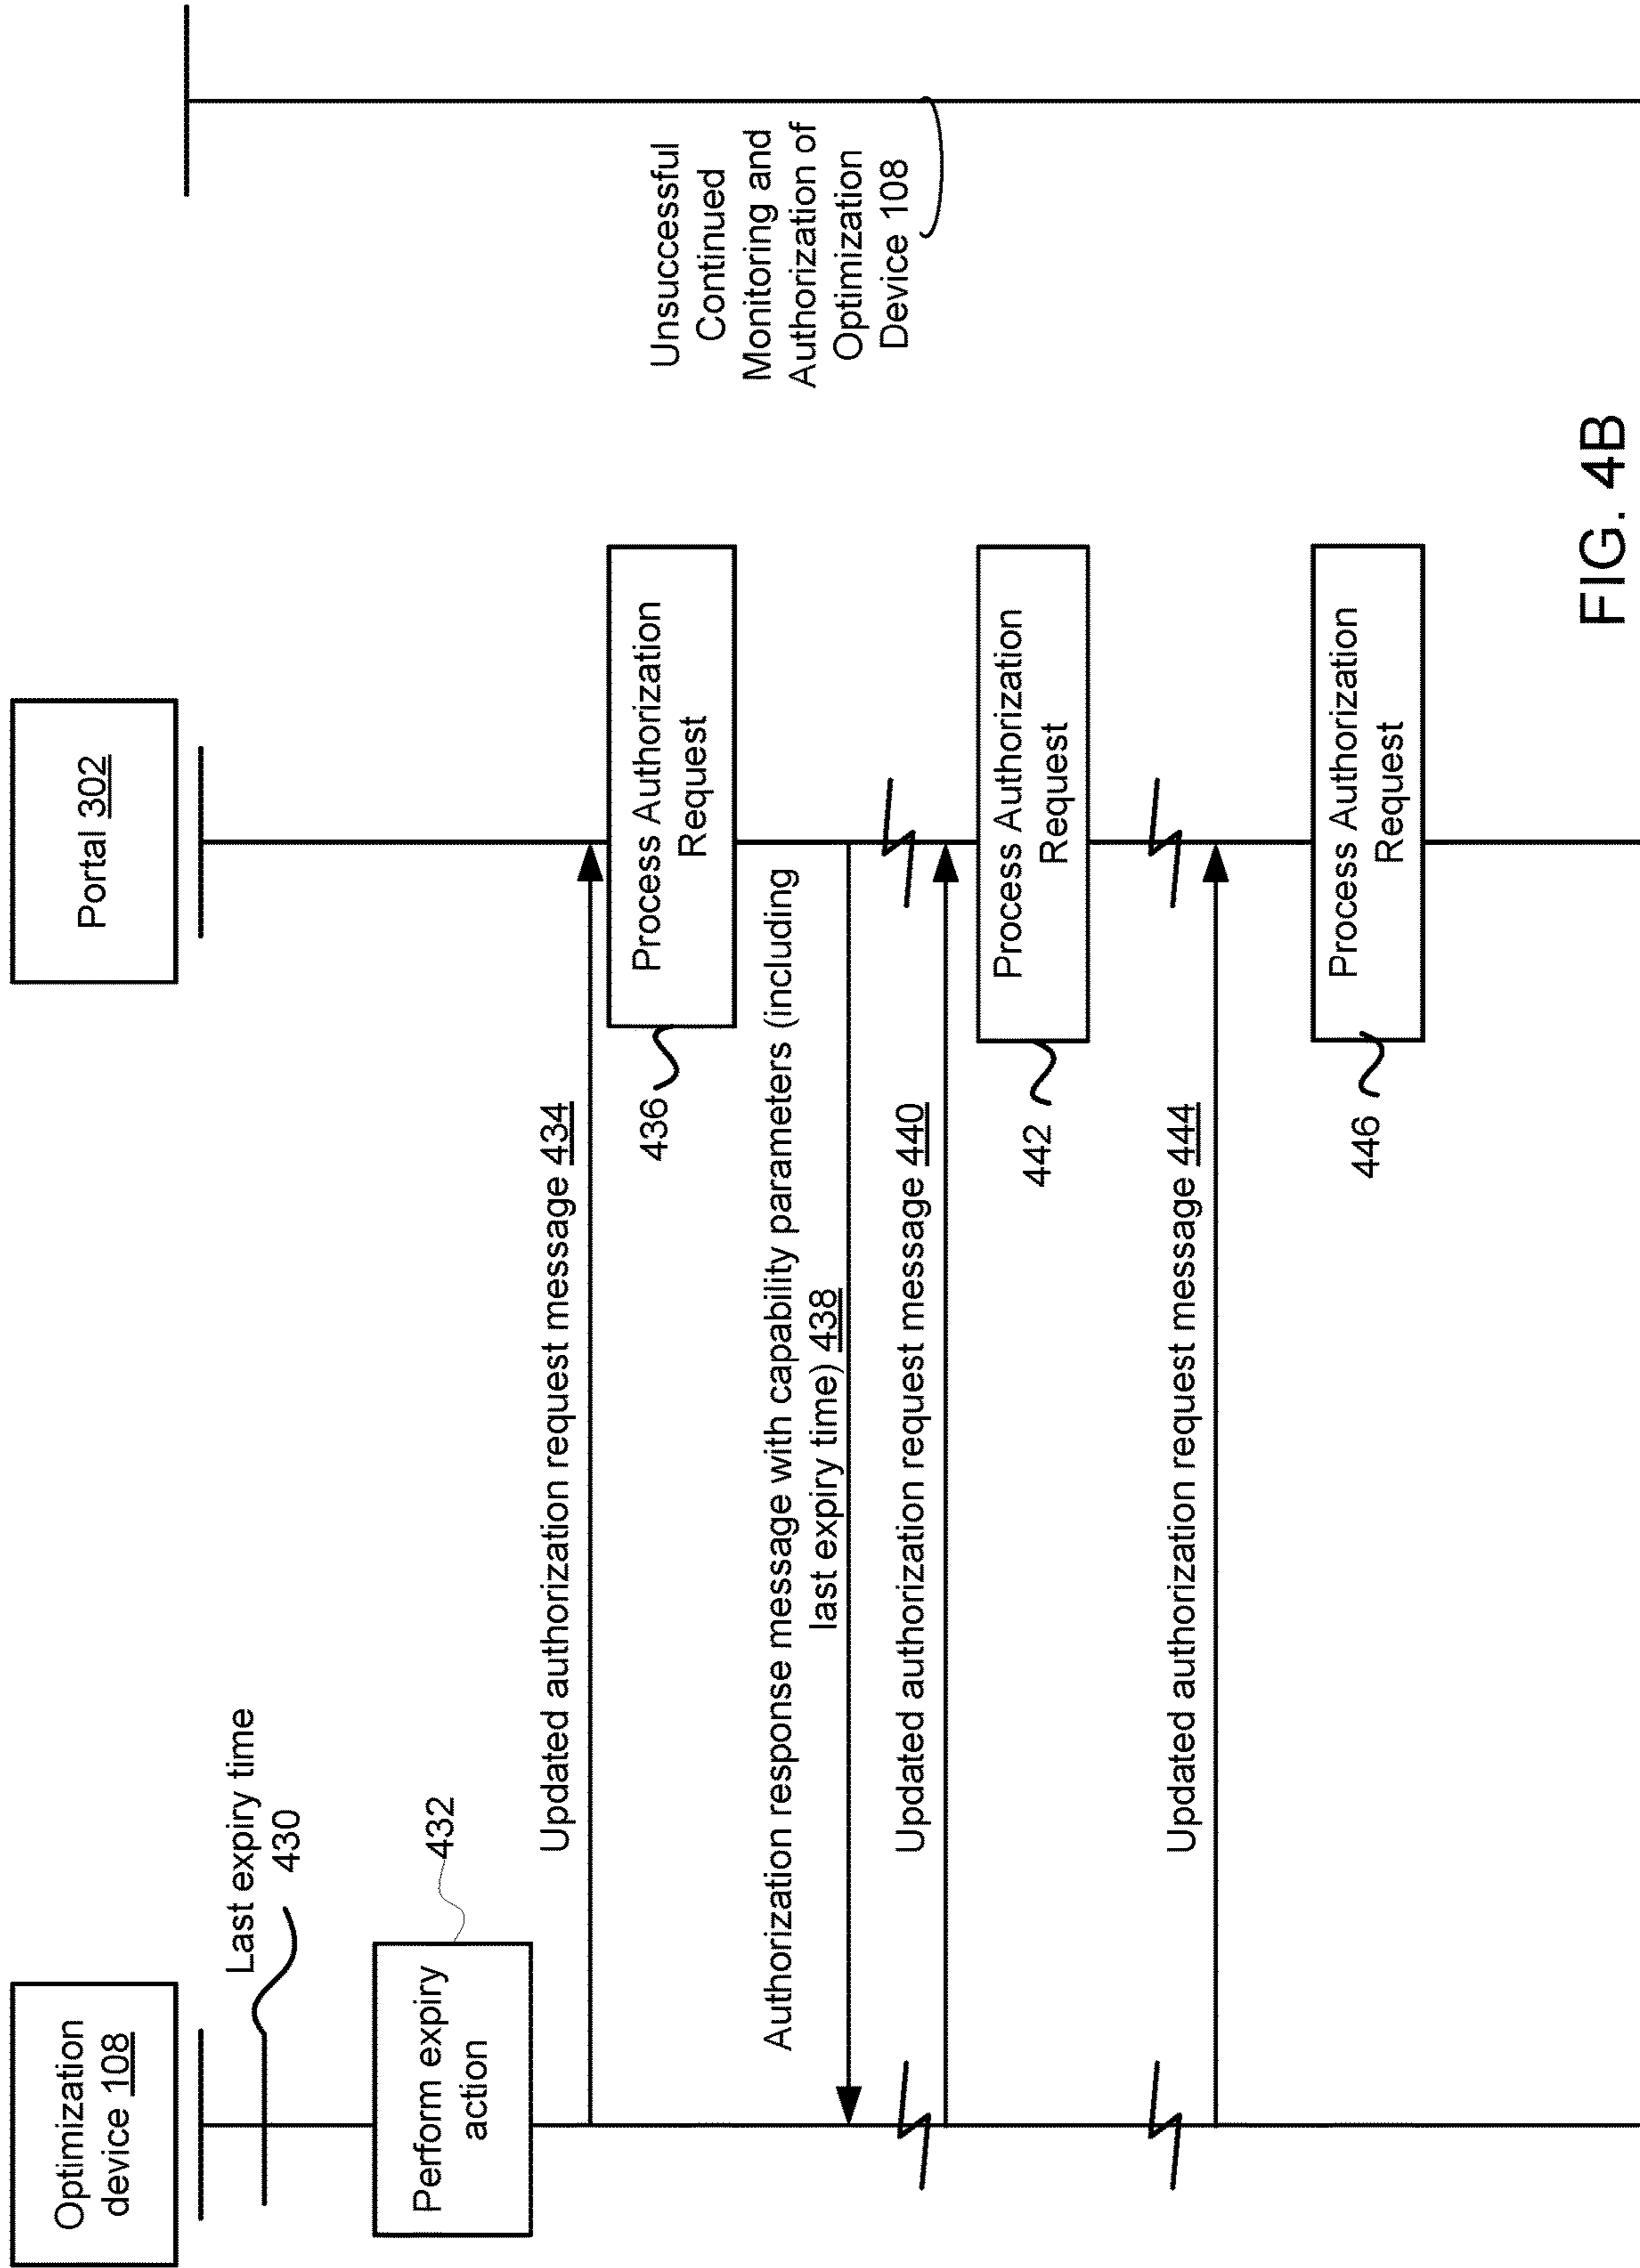 Optimization
device 108
Portal 302
Last expiry time
430
Perform expiry
action
432
Updated authorization request message 434
Process Authorization
Request
436
Unsuccessful
Continued
Monitoring and
Authorization of
Optimization
Device 108
Authorization response message with capability parameters (including
last expiry time) 438
Updated authorization request message 440
Process Authorization
Request
442
Updated authorization request message 444
Process Authorization
Request
446
FIG. 4B